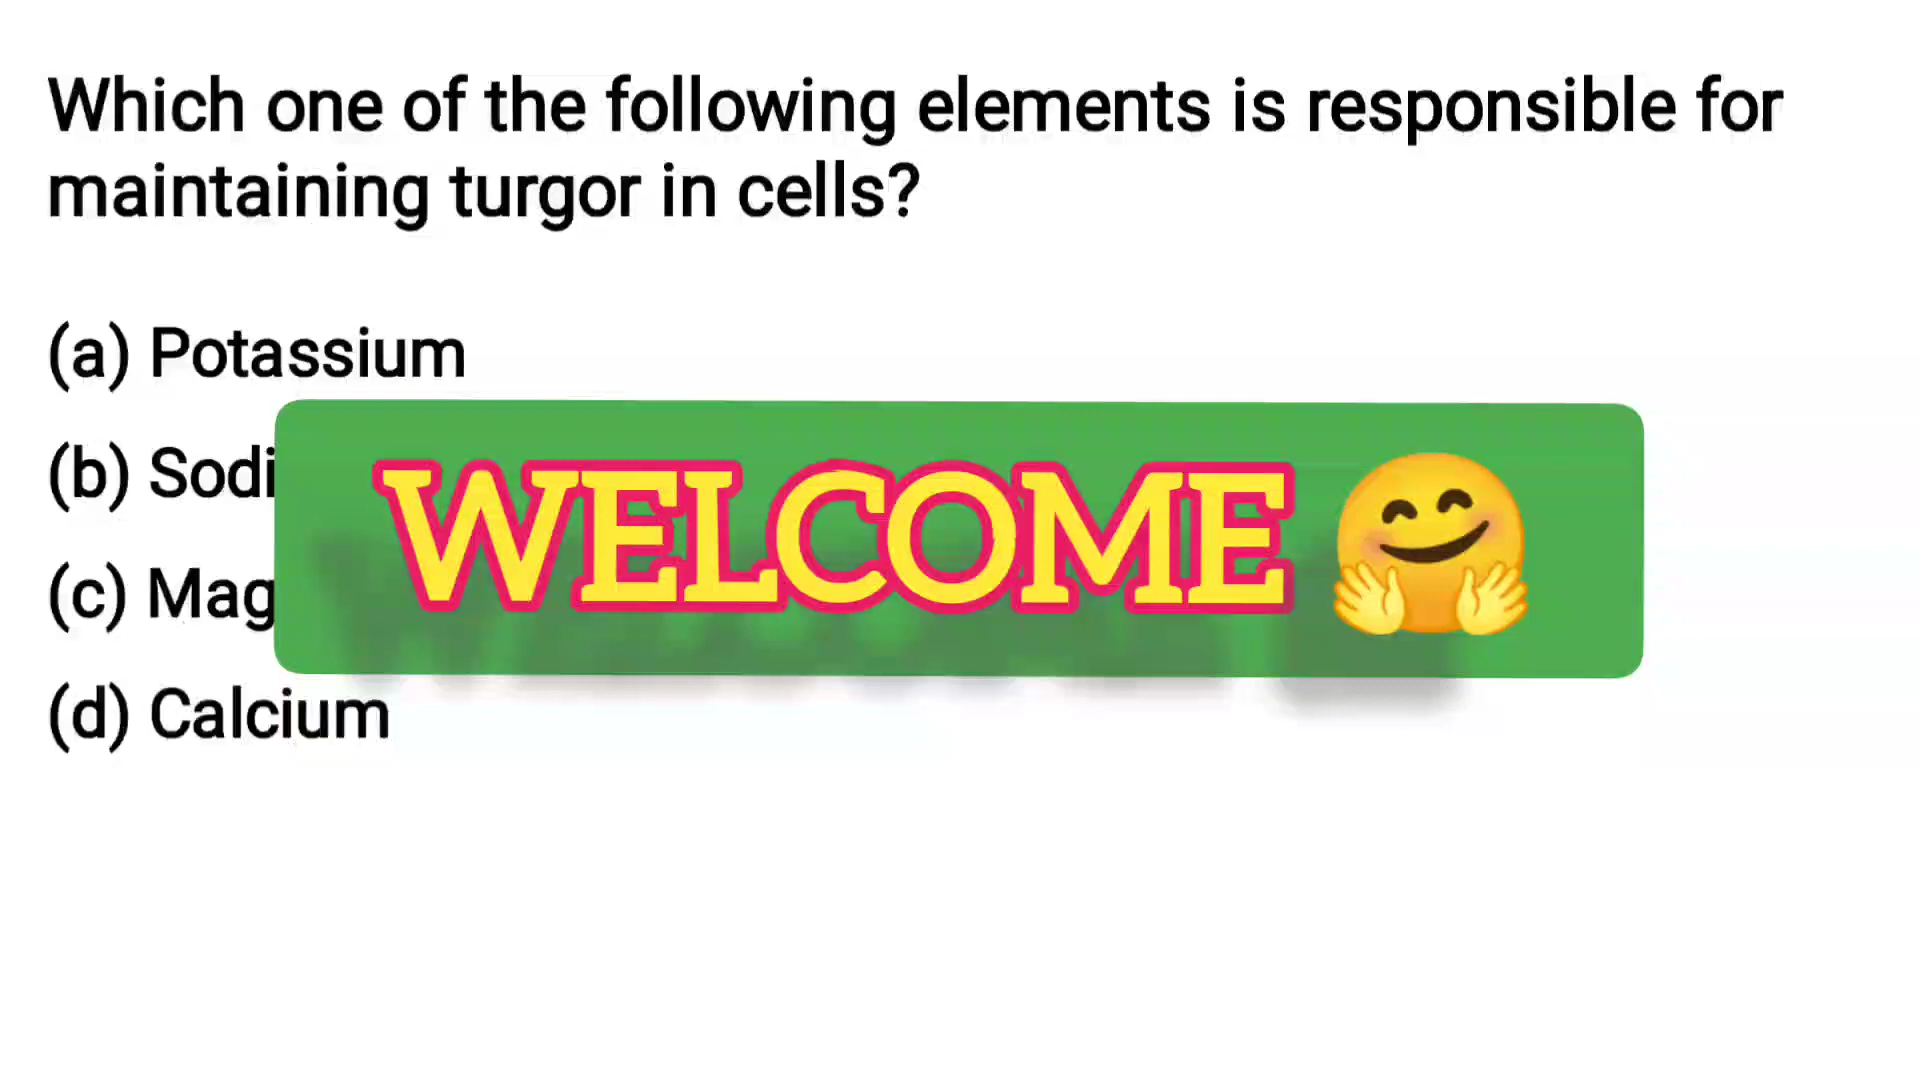 Which one of the following elements is responsible for
maintaining turgor in cells?
(a) Potassium
(b) Sodi
(c) Mag
WELCOME 🤗
(d) Calcium